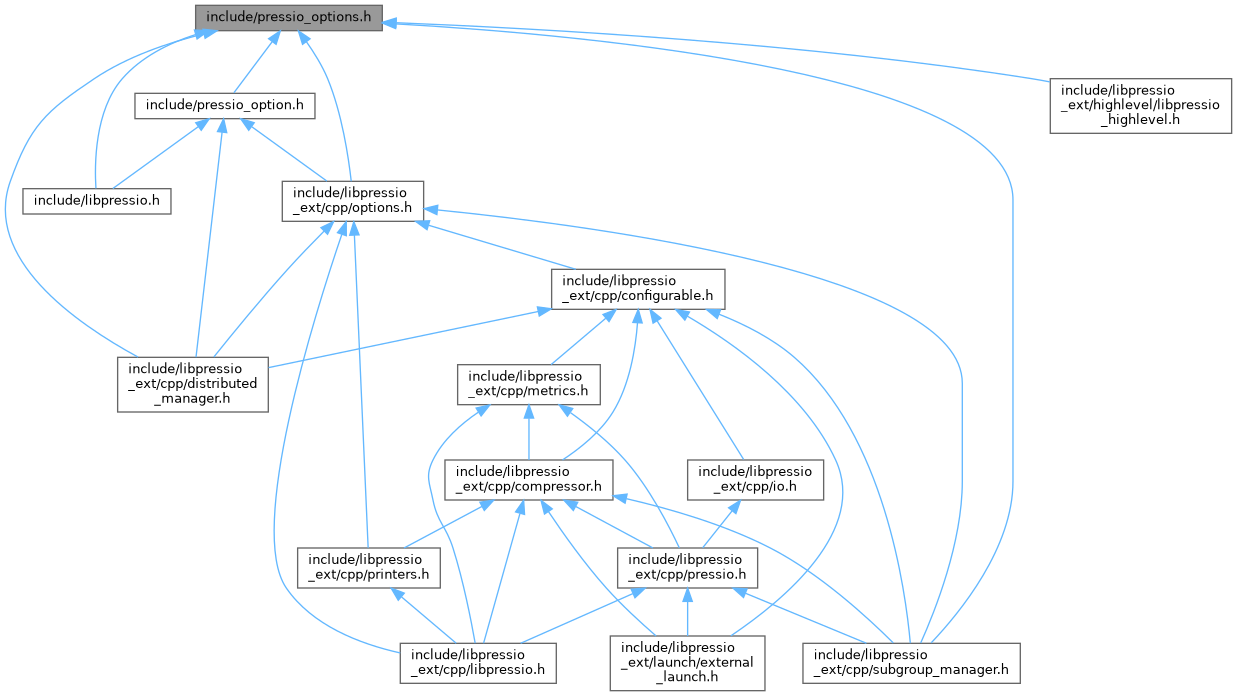 include/pressio_options.h
include/libpressio
_ext/highlevel/libpressio
_highlevel.h
include/pressio_option.h
include/libpressio.h
include/libpressio
_ext/cpp/options.h
include/libpressio
_ext/cpp/configurable.h
include/libpressio
_ext/cpp/distributed
_manager.h
include/libpressio
_ext/cpp/metrics.h
include/libpressio
_ext/cpp/compressor.h
include/libpressio
_ext/cpp/io.h
include/libpressio
_ext/cpp/printers.h
include/libpressio
_ext/cpp/pressio.h
include/libpressio
_ext/cpp/libpressio.h
include/libpressio
_ext/launch/external
_launch.h
include/libpressio
_ext/cpp/subgroup_manager.h